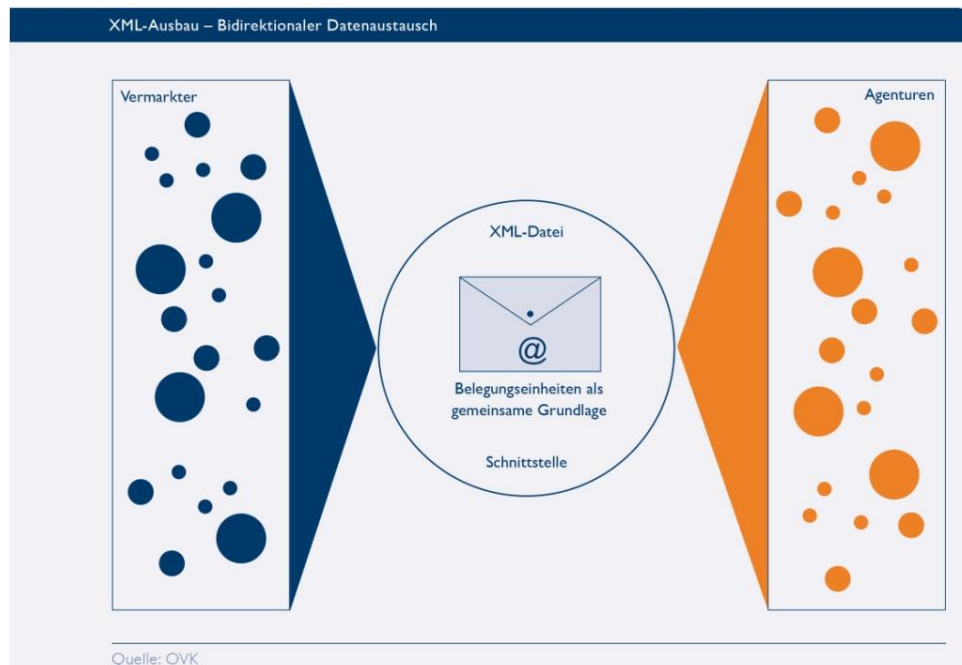 XML-Ausbau – Bidirektionaler Datenaustausch
Vermarkter
Agenturen
XML-Datei
@
Belegungseinheiten als
gemeinsame Grundlage
Schnittstelle
Quelle: OVK